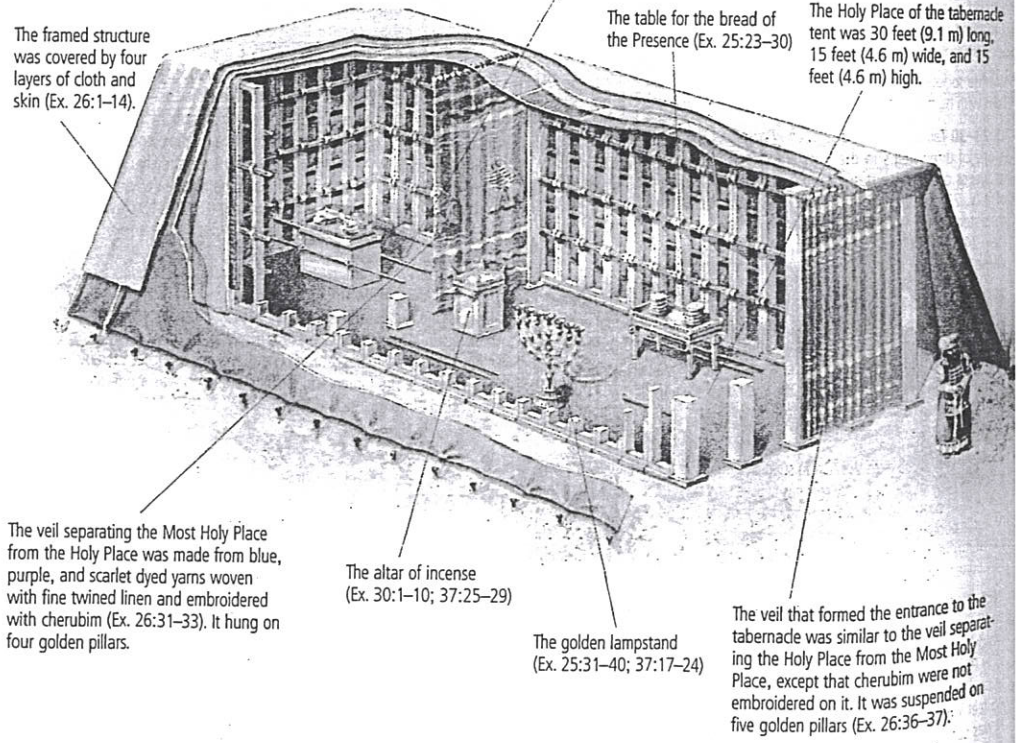 The framed structure
was covered by four
layers of cloth and
skin (Ex. 26:1–14).
The table for the bread of
the Presence (Ex. 25:23–30)
The Holy Place of the tabernacle
tent was 30 feet (9.1 m) long,
15 feet (4.6 m) wide, and 15
feet (4.6 m) high.
The veil separating the Most Holy Place
from the Holy Place was made from blue,
purple, and scarlet dyed yarns woven
with fine twined linen and embroidered
with cherubim (Ex. 26:31–33). It hung on
four golden pillars.
The altar of incense
(Ex. 30:1–10; 37:25–29)
The golden lampstand
(Ex. 25:31–40; 37:17–24)
The veil that formed the entrance to the
tabernacle was similar to the veil separat-
ing the Holy Place from the Most Holy
Place, except that cherubim were not
embroidered on it. It was suspended on
five golden pillars (Ex. 26:36–37).